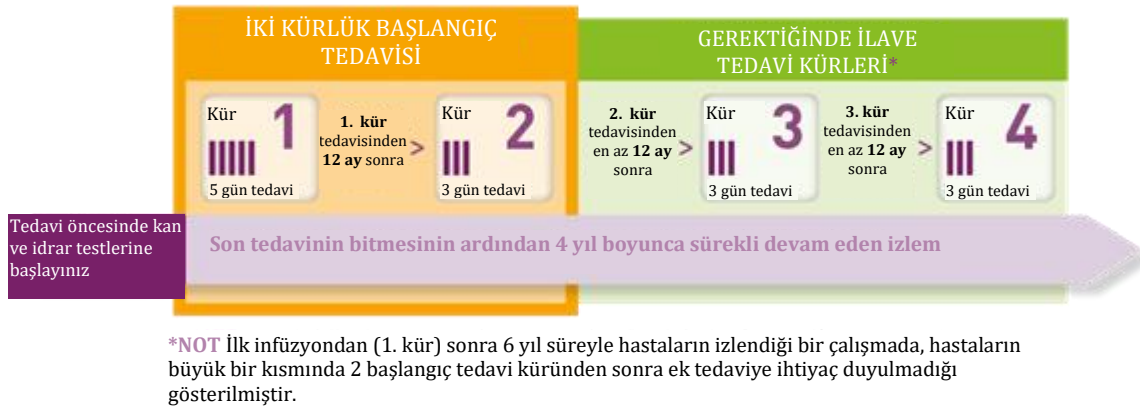 İKİ KÜRLÜK BAŞLANGIÇ
TEDAVİSİ
GEREKTİĞİNDE İLAVE
TEDAVİ KÜRLERİ*
Kür 1
5 gün tedavi
1. kür
tedavisinden
12 ay sonra
>
Kür 2
3 gün tedavi
2. kür
tedavisinden
en az 12 ay
sonra
>
Kür 3
3 gün tedavi
3. kür
tedavisinden
en az 12 ay
sonra
>
Kür 4
3 gün tedavi
Tedavi öncesinde kan
ve idrar testlerine
başlayınız
Son tedavinin bitmesinin ardından 4 yıl boyunca sürekli devam eden izlem
*NOT İlk infüzyondan (1. kür) sonra 6 yıl süreyle hastaların izlendiği bir çalışmada, hastaların
büyük bir kısmında 2 başlangıç tedavi küründen sonra ek tedaviye ihtiyaç duyulmadığı
gösterilmiştir.